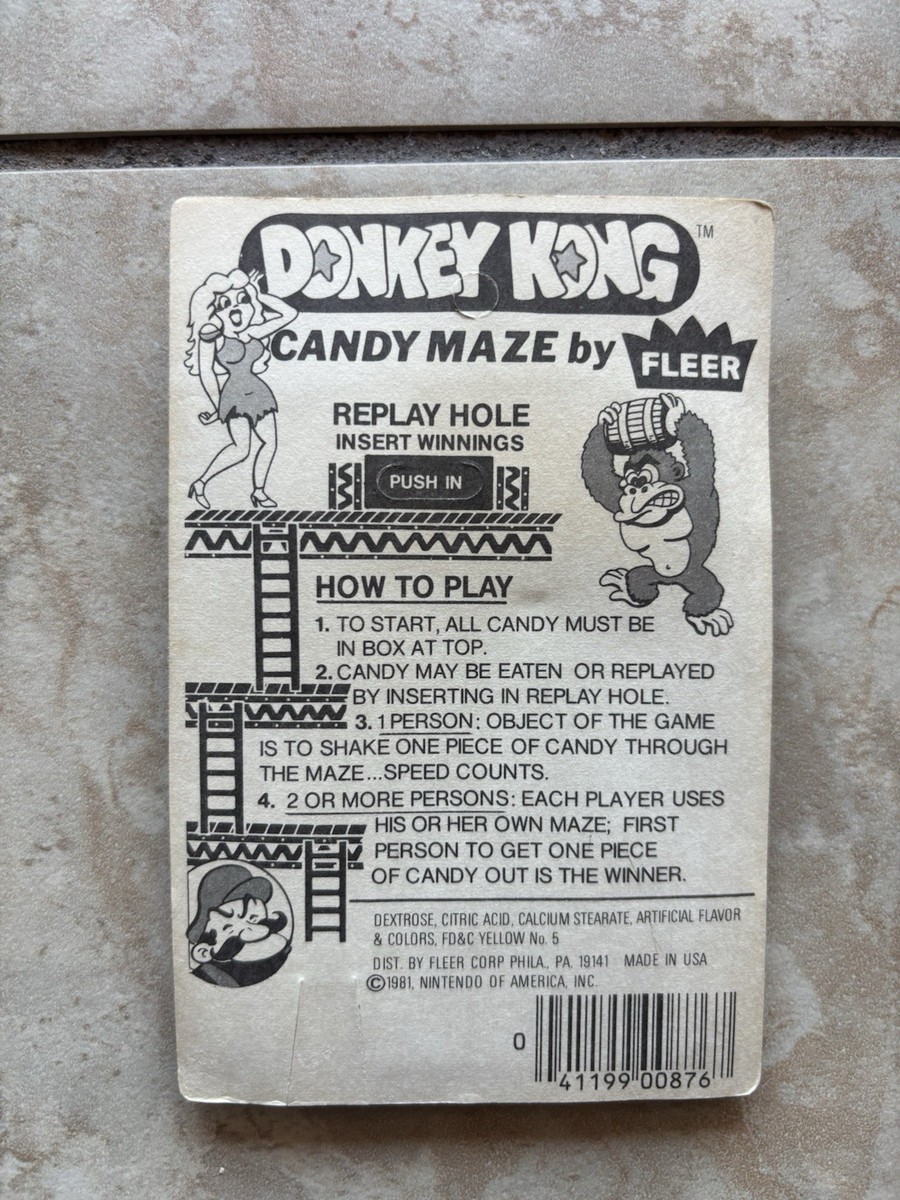 DONKEY KONG TM
CANDY MAZE by FLEER
REPLAY HOLE
INSERT WINNINGS
PUSH IN
HOW TO PLAY
1. TO START, ALL CANDY MUST BE
IN BOX AT TOP.
2. CANDY MAY BE EATEN OR REPLAYED
BY INSERTING IN REPLAY HOLE.
3. 1 PERSON: OBJECT OF THE GAME
IS TO SHAKE ONE PIECE OF CANDY THROUGH
THE MAZE...SPEED COUNTS.
4. 2 OR MORE PERSONS: EACH PLAYER USES
HIS OR HER OWN MAZE; FIRST
PERSON TO GET ONE PIECE
OF CANDY OUT IS THE WINNER.
DEXTROSE, CITRIC ACID, CALCIUM STEARATE, ARTIFICIAL FLAVOR
& COLORS, FD&C YELLOW No. 5
DIST. BY FLEER CORP PHILA., PA. 19141 MADE IN USA
©1981, NINTENDO OF AMERICA, INC.
0 41199 00876